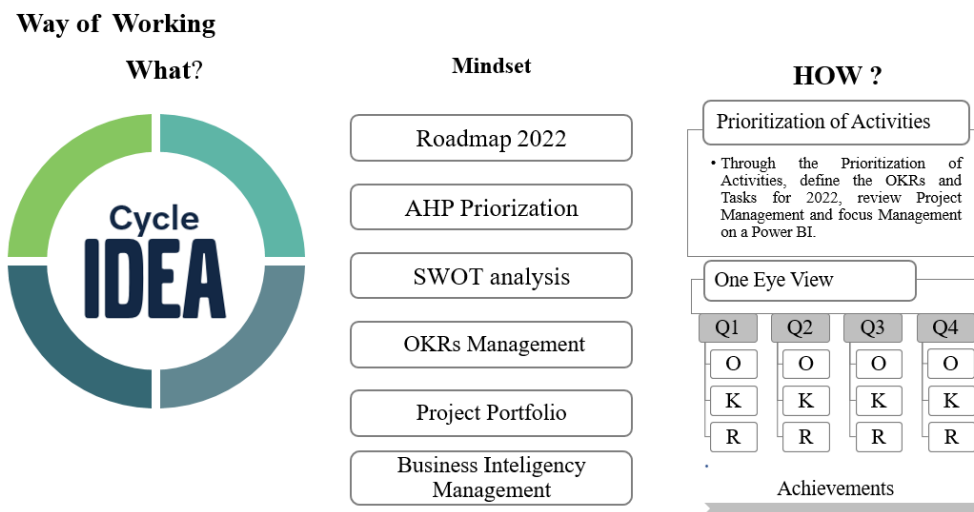 Way of Working
What?
Cycle
IDEA
Mindset
Roadmap 2022
AHP Priorization
SWOT analysis
OKRs Management
Project Portfolio
Business Inteligency
Management
HOW ?
Prioritization of Activities
• Through the Prioritization of
Activities, define the OKRs and
Tasks for 2022, review Project
Management and focus Management
on a Power BI.
One Eye View
Q1 Q2 Q3 Q4
O O O O
K K K K
R R R R
Achievements